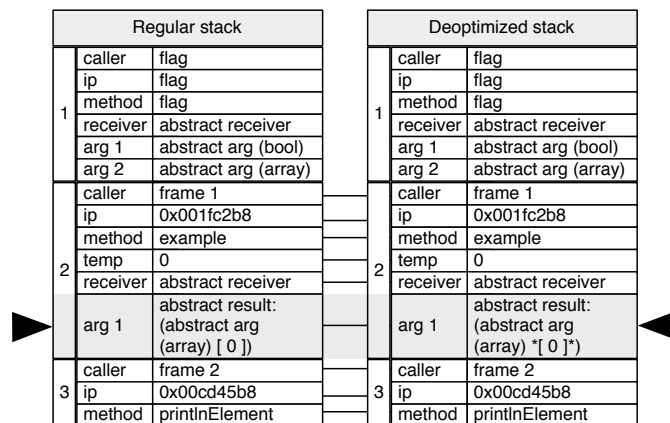 Regular stack
1
caller flag
ip flag
method flag
receiver abstract receiver
arg 1 abstract arg (bool)
arg 2 abstract arg (array)
2
caller frame 1
ip 0x001fc2b8
method example
temp 0
receiver abstract receiver
arg 1 abstract result:
(abstract arg
(array) [ 0 ])
3
caller frame 2
ip 0x00cd45b8
method printlnElement
Deoptimized stack
1
caller flag
ip flag
method flag
receiver abstract receiver
arg 1 abstract arg (bool)
arg 2 abstract arg (array)
2
caller frame 1
ip 0x001fc2b8
method example
temp 0
receiver abstract receiver
arg 1 abstract result:
(abstract arg
(array) *[ 0 ]*)
3
caller frame 2
ip 0x00cd45b8
method printlnElement